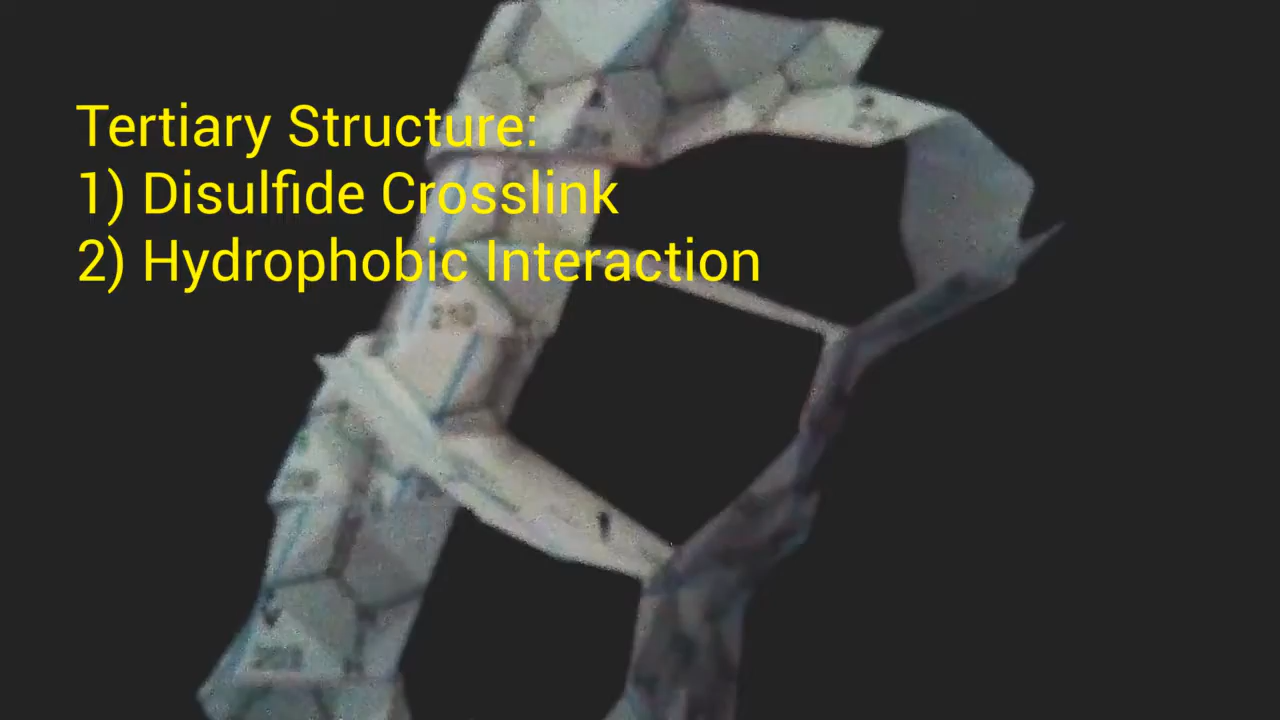 Tertiary Structure:
1) Disulfide Crosslink
2) Hydrophobic Interaction